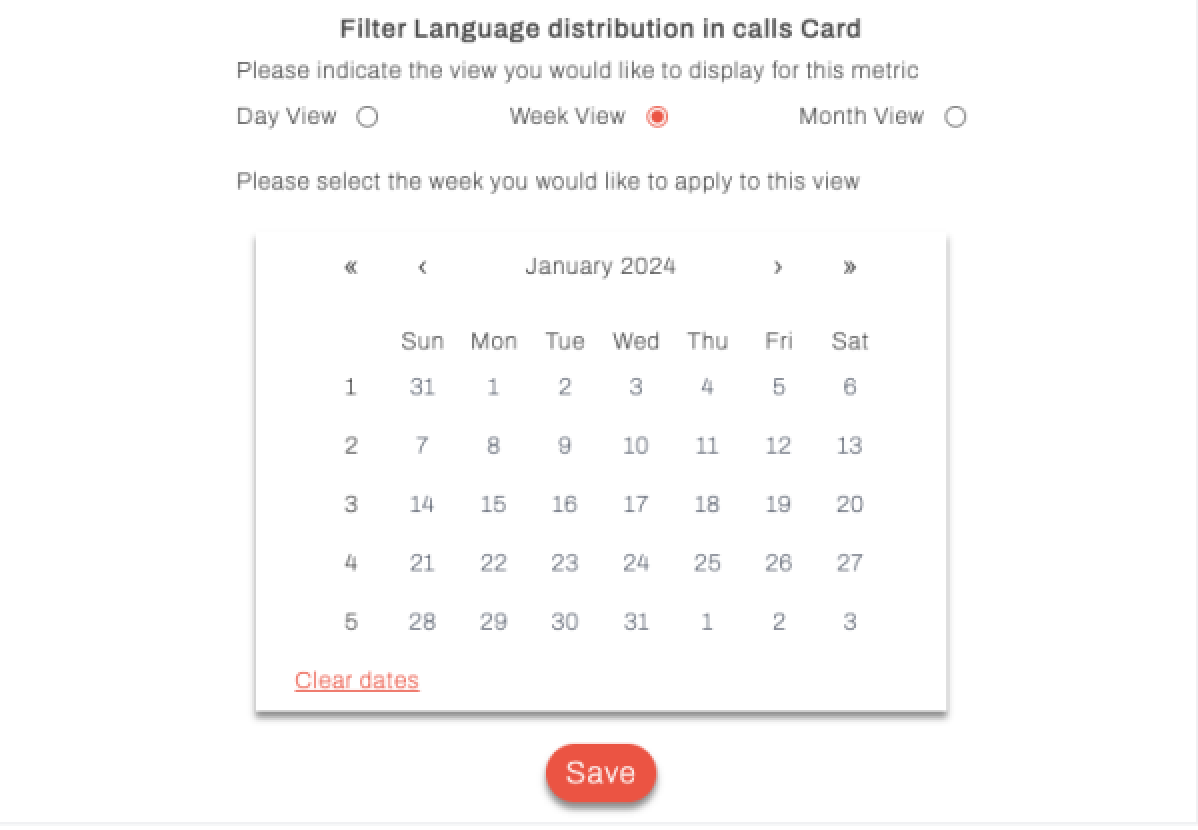 Filter Language distribution in calls Card
Please indicate the view you would like to display for this metric
Day View Week View Month View
Please select the week you would like to apply to this view
« ‹ January 2024 › »
Sun Mon Tue Wed Thu Fri Sat
1 31 1 2 3 4 5 6
2 7 8 9 10 11 12 13
3 14 15 16 17 18 19 20
4 21 22 23 24 25 26 27
5 28 29 30 31 1 2 3
Clear dates
Save